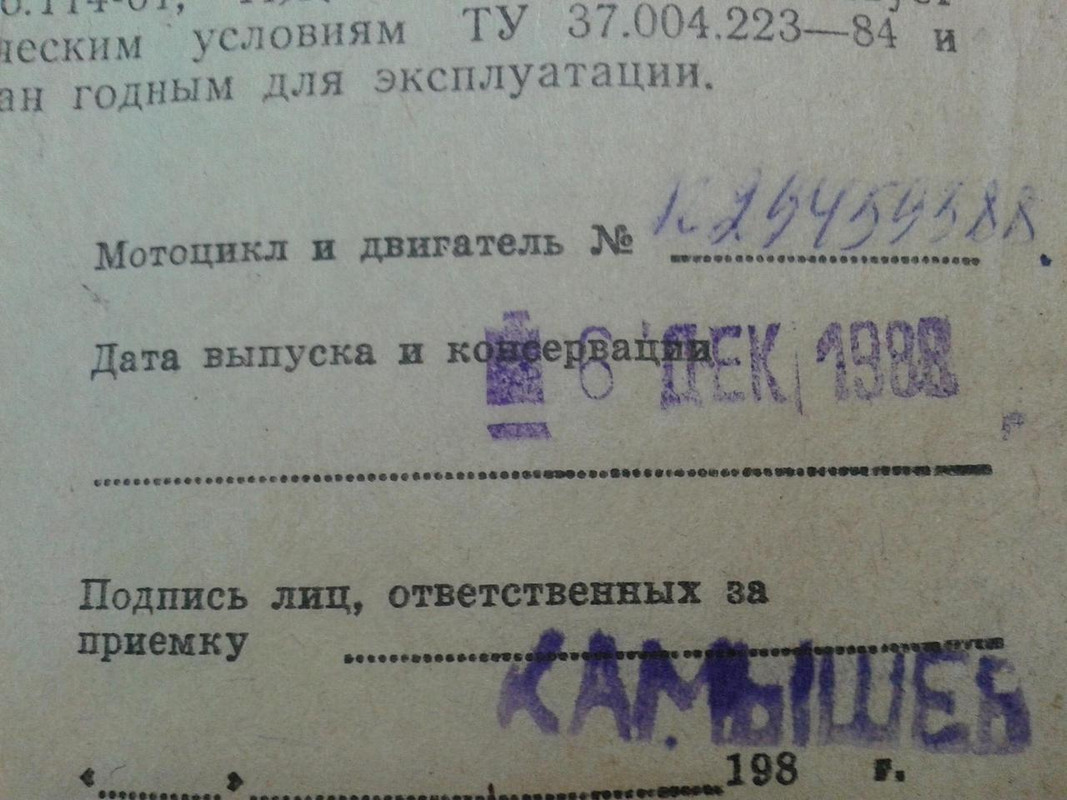 ческим условиям ТУ 37.004.223—84 и
ан годным для эксплуатации.
Мотоцикл и двигатель №
Дата выпуска и консервации 6 ДЕК 1988
г
Подпись лиц, ответственных за
приемку
КАМЫШЕВ
« » 198 г.